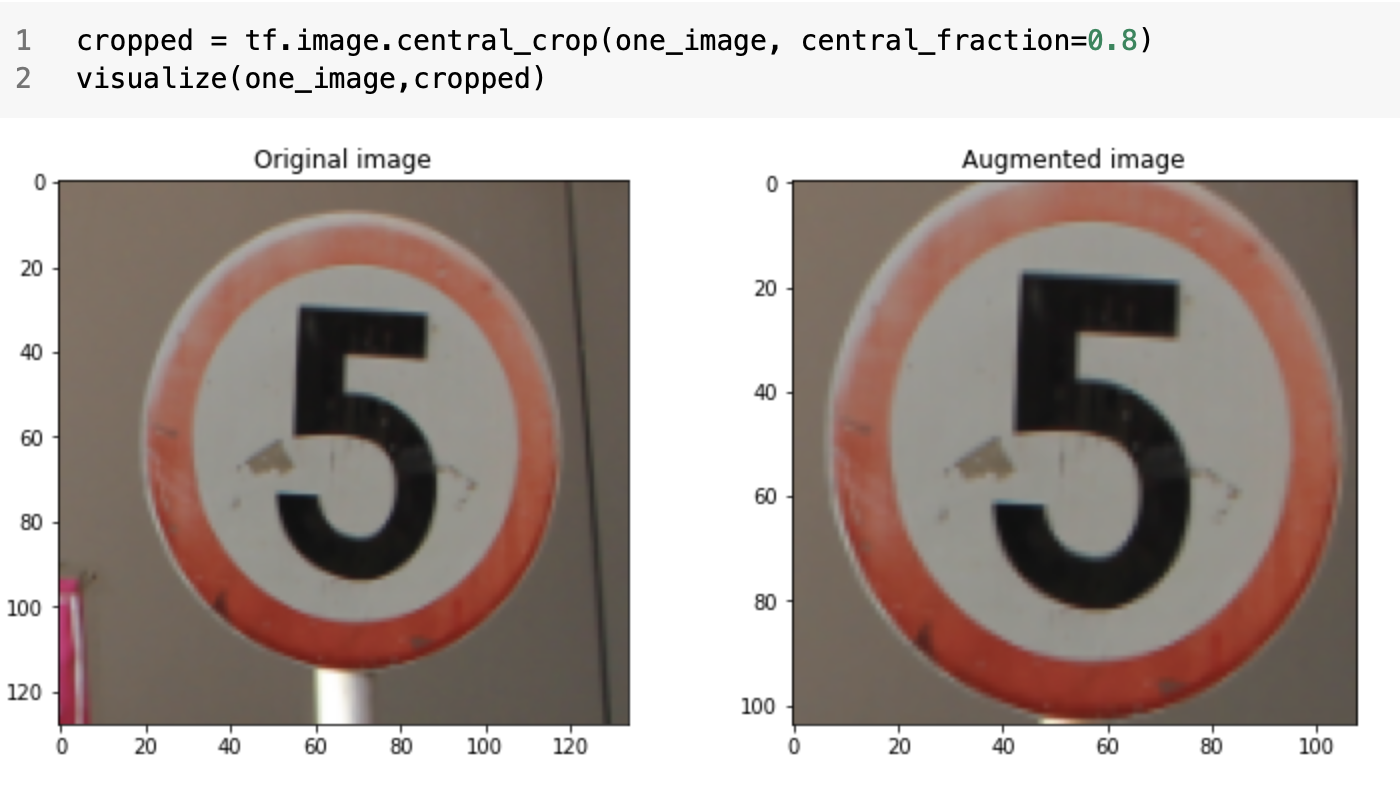 1 cropped = tf.image.central_crop(one_image, central_fraction=0.8)
2 visualize(one_image,cropped)
Original image
Augmented image
0
20
40
60
80
100
120
0 20 40 60 80 100 120
5
0
20
40
60
80
100
0 20 40 60 80 100
5